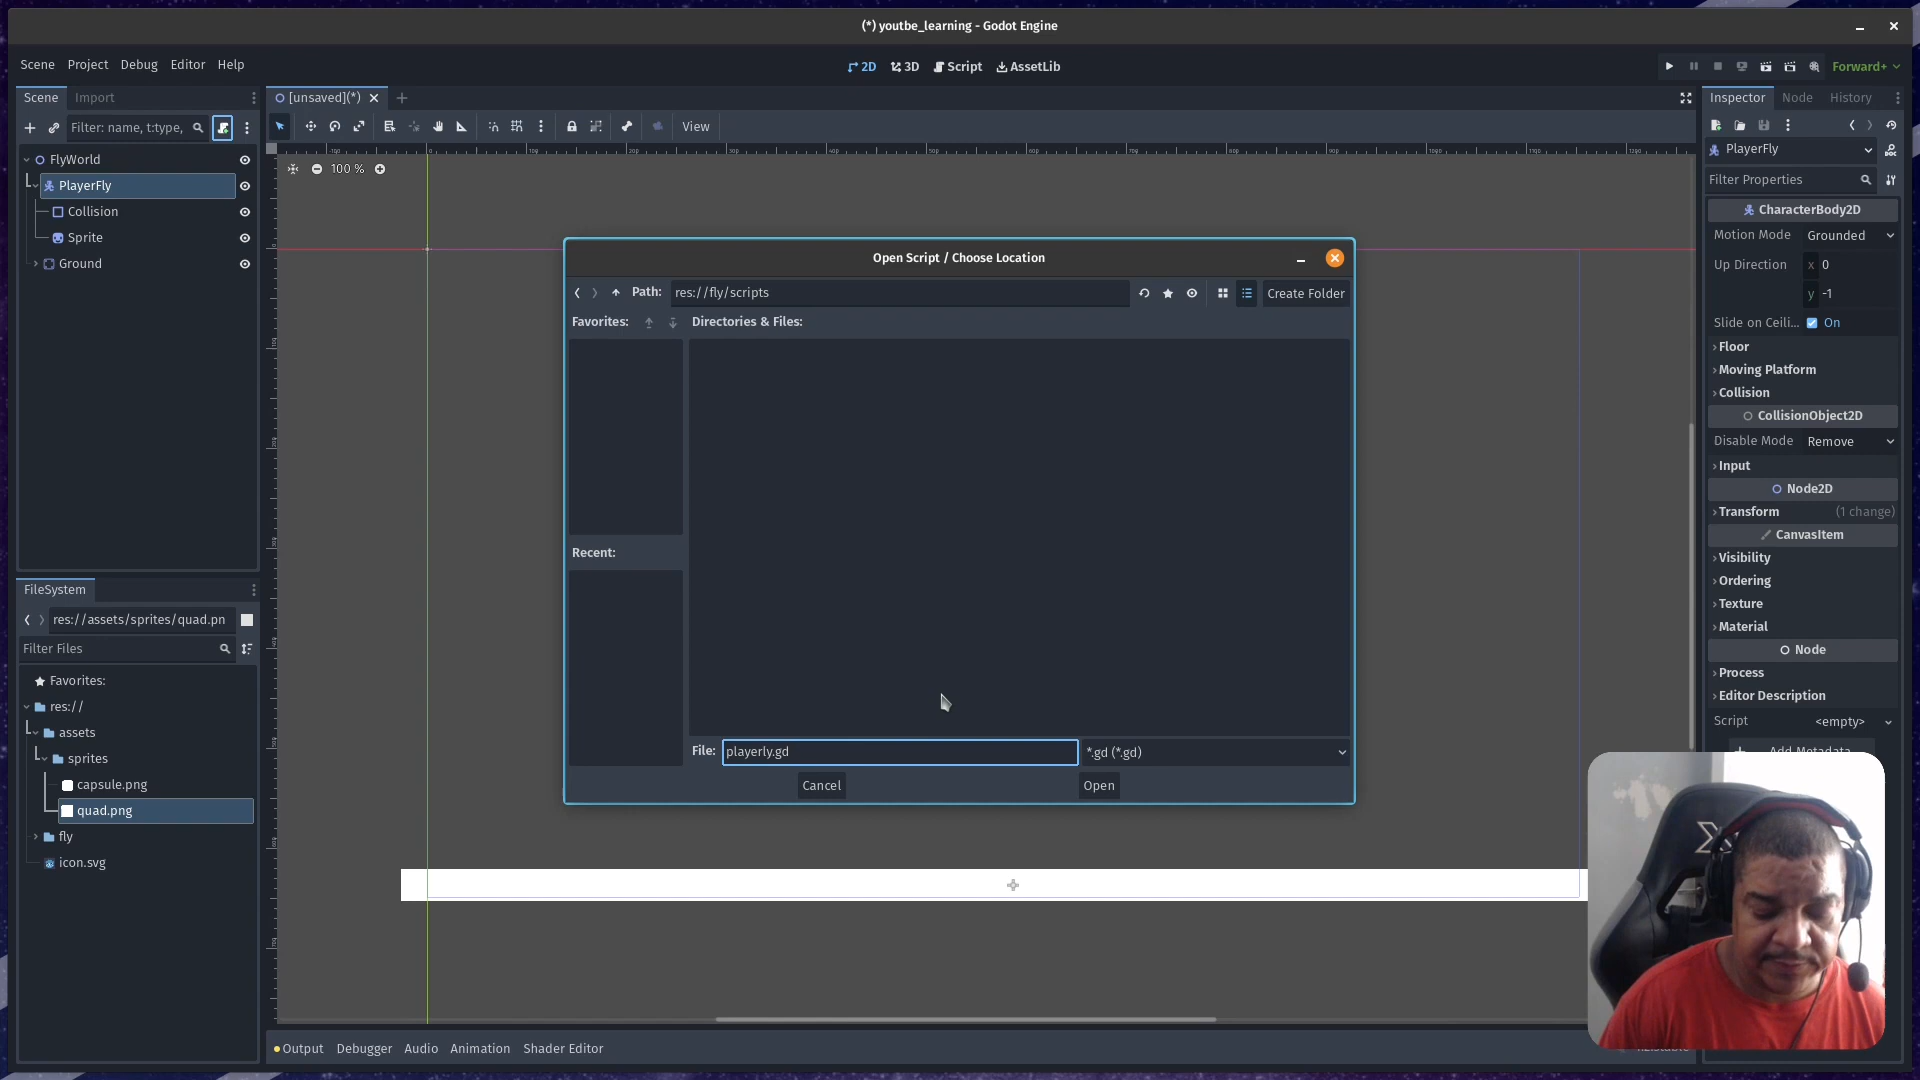 (*) youtbe_learning - Godot Engine
Scene Project Debug Editor Help
2D 3D Script AssetLib
Forward+
Scene Import
[unsaved](*)
Inspector Node History
Filter: name, t:type,
View
FlyWorld
PlayerFly
Collision
Sprite
Ground
100 %
PlayerFly
Filter Properties
CharacterBody2D
Motion Mode Grounded
Up Direction x 0
y -1
Slide on Ceili... On
Floor
Moving Platform
Collision
CollisionObject2D
Disable Mode Remove
Input
Node2D
Transform (1 change)
CanvasItem
Visibility
Ordering
Texture
Material
Node
Process
Editor Description
Script <empty>
Add Metadata
Open Script / Choose Location
Path: res://fly/scripts Create Folder
Favorites: Directories & Files:
Recent:
File: playerly.gd *.gd (*.gd)
Cancel Open
FileSystem
res://assets/sprites/quad.pn
Filter Files
Favorites:
res://
assets
sprites
capsule.png
quad.png
fly
icon.svg
Output Debugger Audio Animation Shader Editor